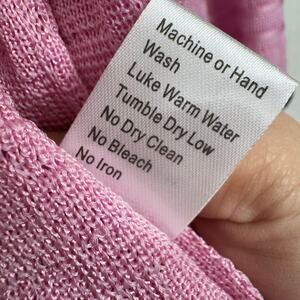 Machine or Hand
Wash
Luke Warm Water
Tumble Dry Low
No Dry Clean
No Bleach
No Iron